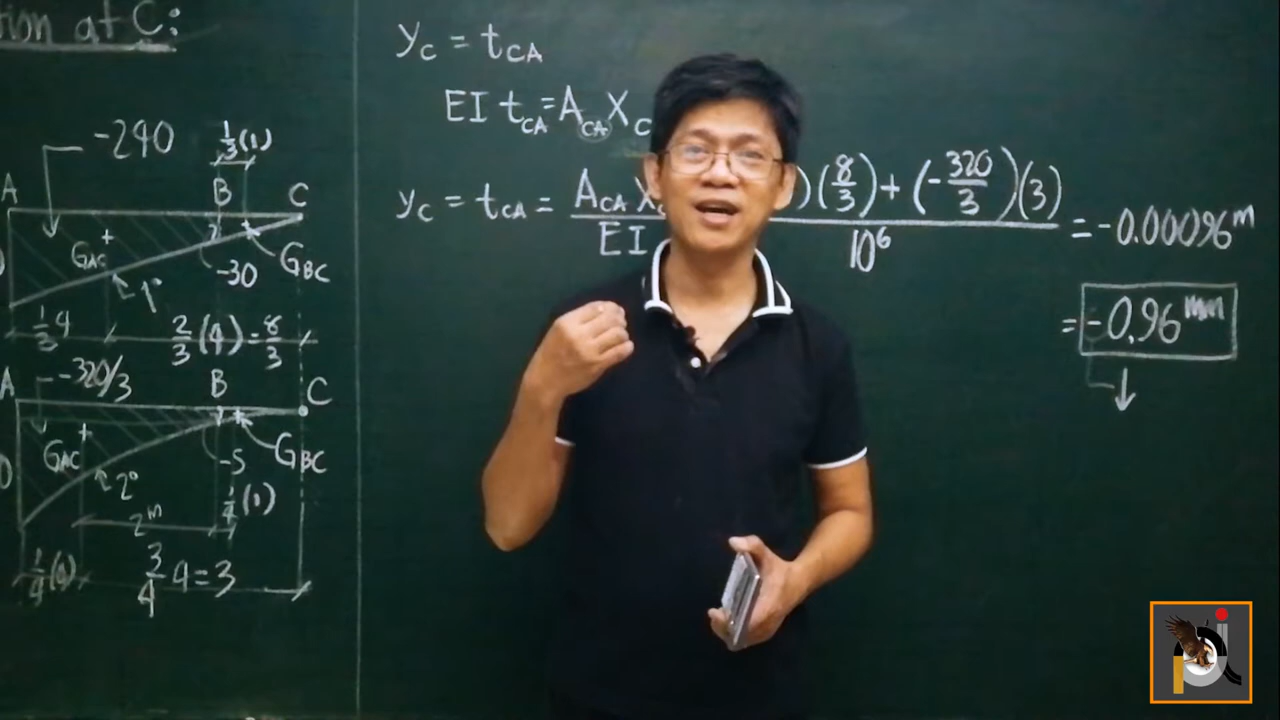 tion at C:
-240
1/3(1)
A B C
G_AC
-30
G_BC
1°
1/3 4
2/3 (4) = 8/3
-320/3
A B C
G_AC
-5
G_BC
2°
1/4(1)
2^m
1/4(4)
3/4 4 = 3
y_C = t_CA
EI t_CA = A_CA X_C
y_C = t_CA = A_CA X / EI )(8/3) + (-320/3)(3) / 10^6 = -0.00096^m
= -0.96^mm